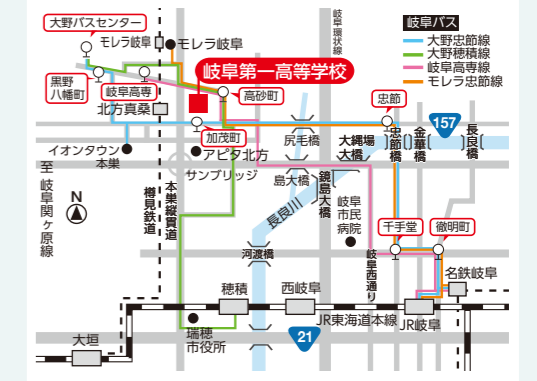 大野バスセンター
モレラ岐阜
モレラ岐阜
岐阜環状線
岐阜バス
大野忠節線
大野穂積線
岐阜高専線
モレラ忠節線
岐阜第一高等学校
黒野
八幡町
岐阜高専
高砂町
忠節
北方真桑
加茂町
157
イオンタウン
本巣
アピタ北方
サンブリッジ
尻毛橋
大縄場
大橋
忠節橋
金華橋
長良橋
至 岐阜関ヶ原線
N
樽見鉄道
本巣縦貫道
島大橋
鏡島大橋
長良川
岐阜
市民
病院
千手堂
徹明町
河渡橋
岐阜西通り
名鉄岐阜
穂積
西岐阜
JR東海道本線
JR岐阜
瑞穂
市役所
21
大垣